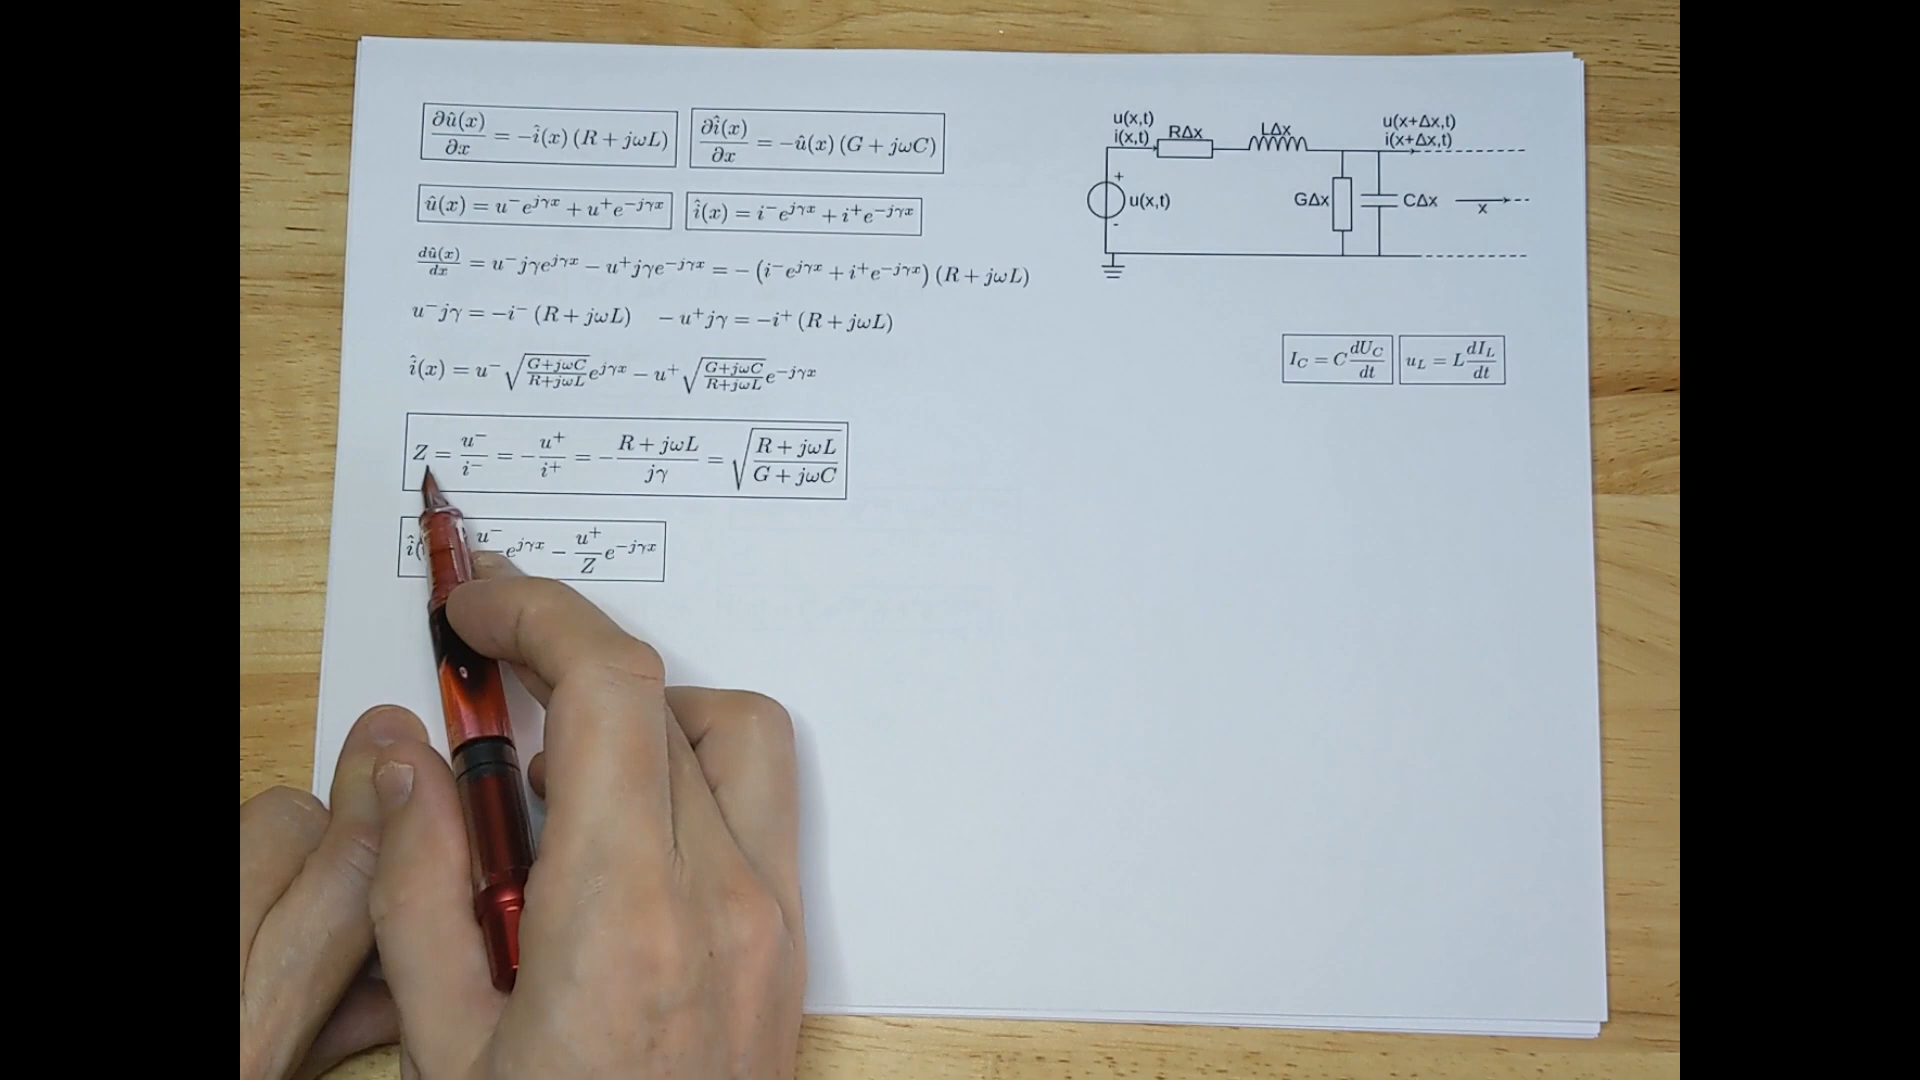 ∂û(x)/∂x = −î(x) (R + jωL)   ∂î(x)/∂x = −û(x) (G + jωC)
û(x) = u⁻e^{jγx} + u⁺e^{−jγx}   î(x) = i⁻e^{jγx} + i⁺e^{−jγx}
dû(x)/dx = u⁻jγe^{jγx} − u⁺jγe^{−jγx} = − (i⁻e^{jγx} + i⁺e^{−jγx}) (R + jωL)
u⁻jγ = −i⁻ (R + jωL)   − u⁺jγ = −i⁺ (R + jωL)
î(x) = u⁻ √((G+jωC)/(R+jωL)) e^{jγx} − u⁺ √((G+jωC)/(R+jωL)) e^{−jγx}
Z = u⁻/i⁻ = − u⁺/i⁺ = − (R + jωL)/(jγ) = √((R + jωL)/(G + jωC))
î( u⁻ e^{jγx} − u⁺/Z e^{−jγx}
u(x,t)
i(x,t)
RΔx
LΔx
u(x+Δx,t)
i(x+Δx,t)
+
u(x,t)
-
GΔx
CΔx
x
I_C = C dU_C/dt   u_L = L dI_L/dt